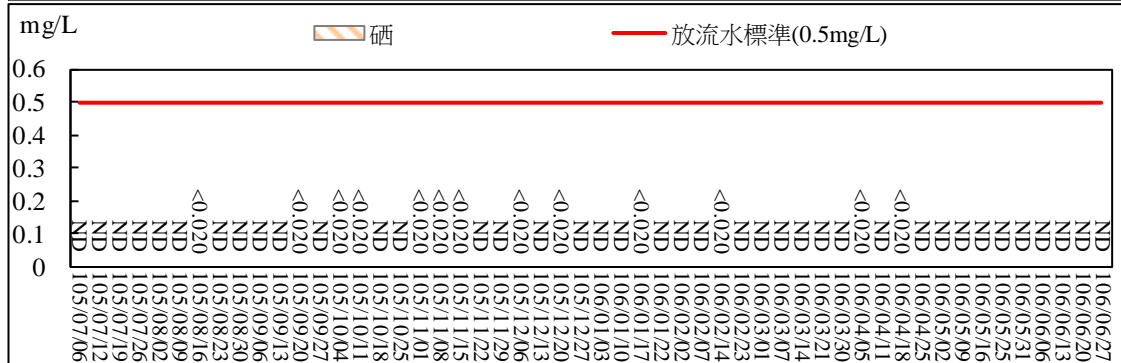 mg/L
硒
放流水標準(0.5mg/L)
0.6
0.5
0.4
0.3
0.2
0.1
0
ND
ND
ND
ND
ND
ND
<0.020
ND
ND
ND
ND
<0.020
ND
<0.020
<0.020
ND
ND
<0.020
<0.020
<0.020
ND
ND
<0.020
ND
<0.020
ND
ND
ND
<0.020
ND
ND
ND
<0.020
ND
ND
ND
ND
ND
ND
<0.020
ND
<0.020
ND
ND
ND
ND
ND
ND
ND
ND
ND
ND
105/07/06
105/07/12
105/07/19
105/07/26
105/08/02
105/08/09
105/08/16
105/08/23
105/08/30
105/09/06
105/09/13
105/09/20
105/09/27
105/10/04
105/10/11
105/10/18
105/10/25
105/11/01
105/11/08
105/11/15
105/11/22
105/11/29
105/12/06
105/12/13
105/12/20
105/12/27
106/01/03
106/01/10
106/01/17
106/01/22
106/02/02
106/02/07
106/02/14
106/02/23
106/03/01
106/03/07
106/03/14
106/03/21
106/03/30
106/04/05
106/04/11
106/04/18
106/04/25
106/05/02
106/05/09
106/05/16
106/05/25
106/05/31
106/06/06
106/06/13
106/06/20
106/06/27